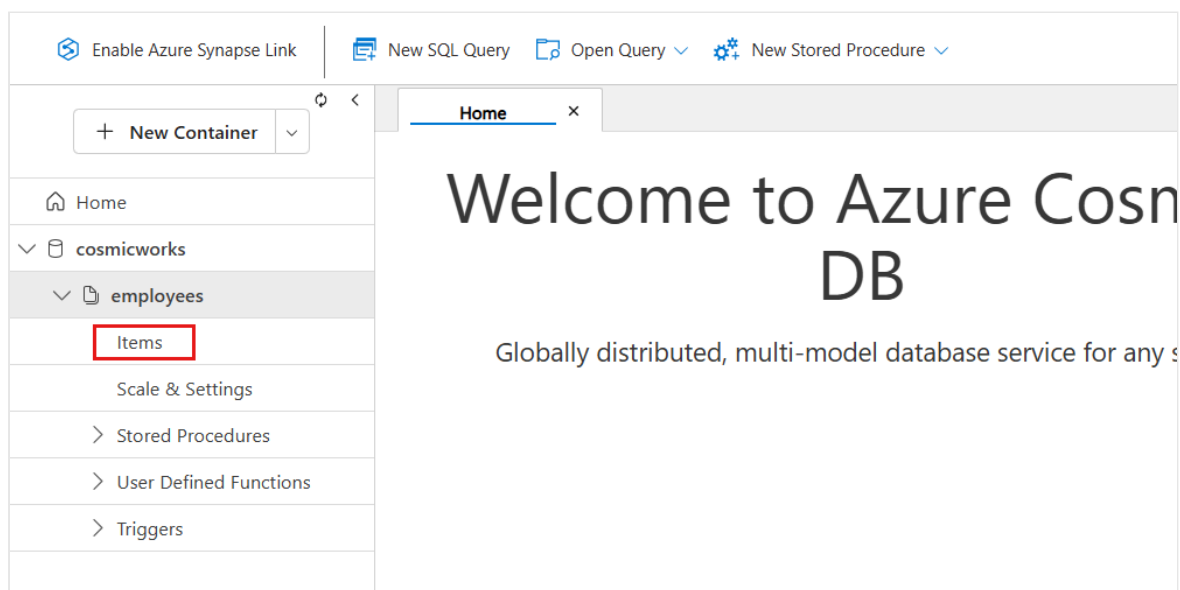 Enable Azure Synapse Link
New SQL Query
Open Query
New Stored Procedure
New Container
Home
cosmicworks
employees
Items
Scale & Settings
Stored Procedures
User Defined Functions
Triggers
Home
Welcome to Azure Cosm
DB
Globally distributed, multi-model database service for any s